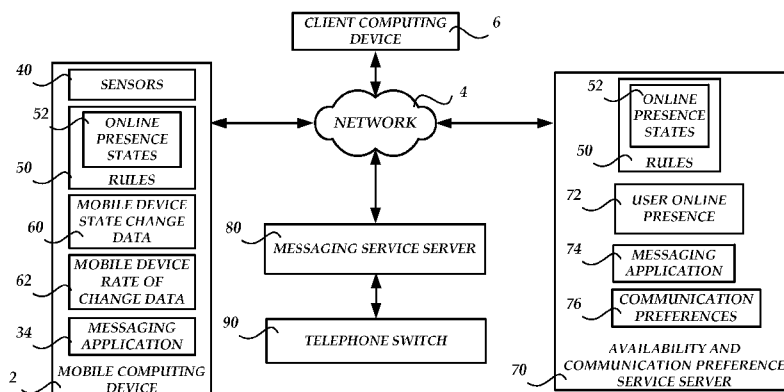 CLIENT COMPUTING
DEVICE
6
40
SENSORS
52
ONLINE
PRESENCE
STATES
50
RULES
MOBILE DEVICE
STATE CHANGE
DATA
60
MOBILE DEVICE
RATE OF
CHANGE DATA
62
34
MESSAGING
APPLICATION
2
MOBILE COMPUTING
DEVICE
4
NETWORK
80
MESSAGING SERVICE SERVER
90
TELEPHONE SWITCH
52
ONLINE
PRESENCE
STATES
50
RULES
72
USER ONLINE
PRESENCE
74
MESSAGING
APPLICATION
76
COMMUNICATION
PREFERENCES
70
AVAILABILITY AND
COMMUNICATION PREFERENCE
SERVICE SERVER